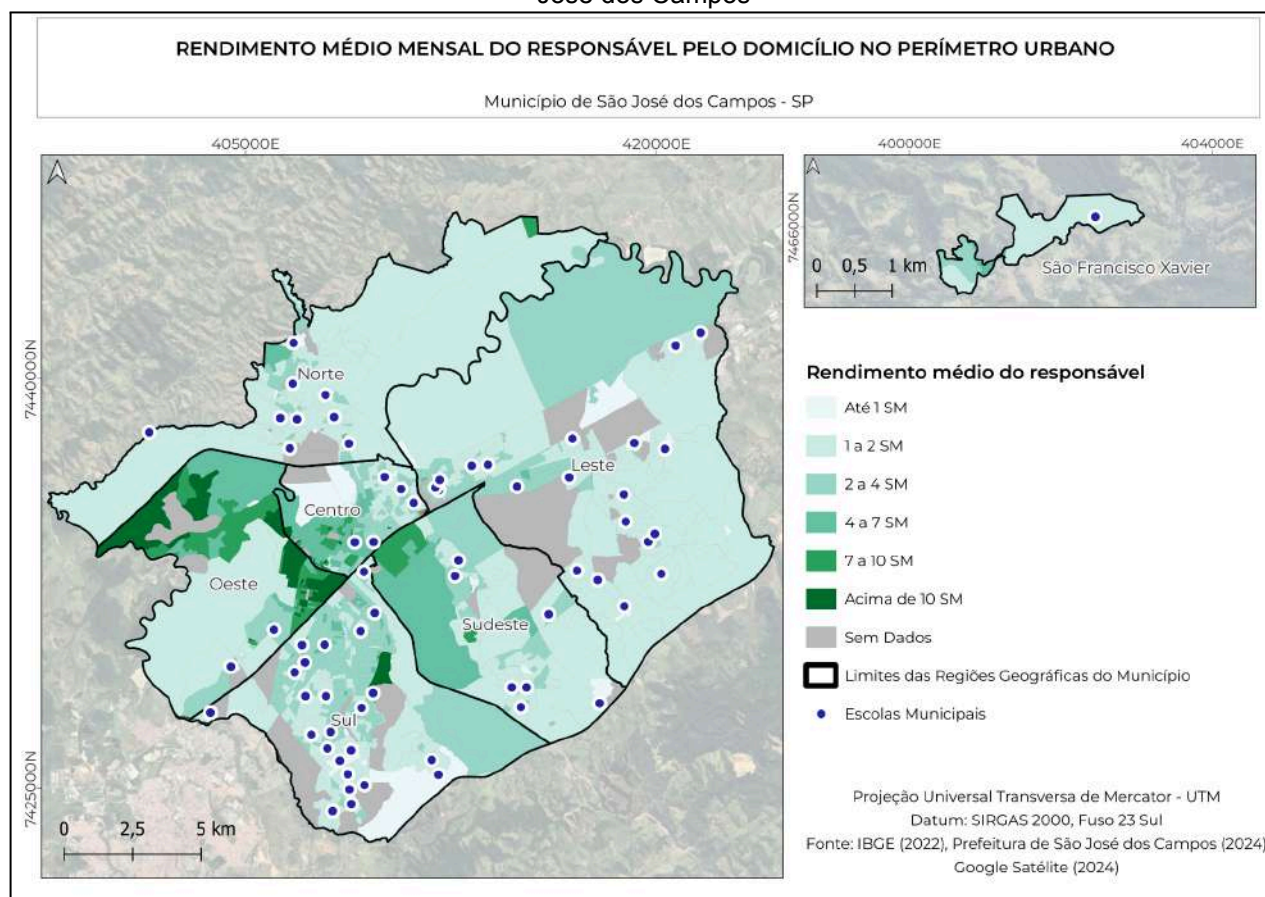 José dos Campos
RENDIMENTO MÉDIO MENSAL DO RESPONSÁVEL PELO DOMICÍLIO NO PERÍMETRO URBANO
Município de São José dos Campos - SP
405000E
420000E
400000E
404000E
7440000N
7425000N
7466000N
Norte
Leste
Centro
Oeste
Sudeste
Sul
0 2,5 5 km
0 0,5 1 km
São Francisco Xavier
Rendimento médio do responsável
Até 1 SM
1 a 2 SM
2 a 4 SM
4 a 7 SM
7 a 10 SM
Acima de 10 SM
Sem Dados
Limites das Regiões Geográficas do Município
Escolas Municipais
Projeção Universal Transversa de Mercator - UTM
Datum: SIRGAS 2000, Fuso 23 Sul
Fonte: IBGE (2022), Prefeitura de São José dos Campos (2024)
Google Satélite (2024)